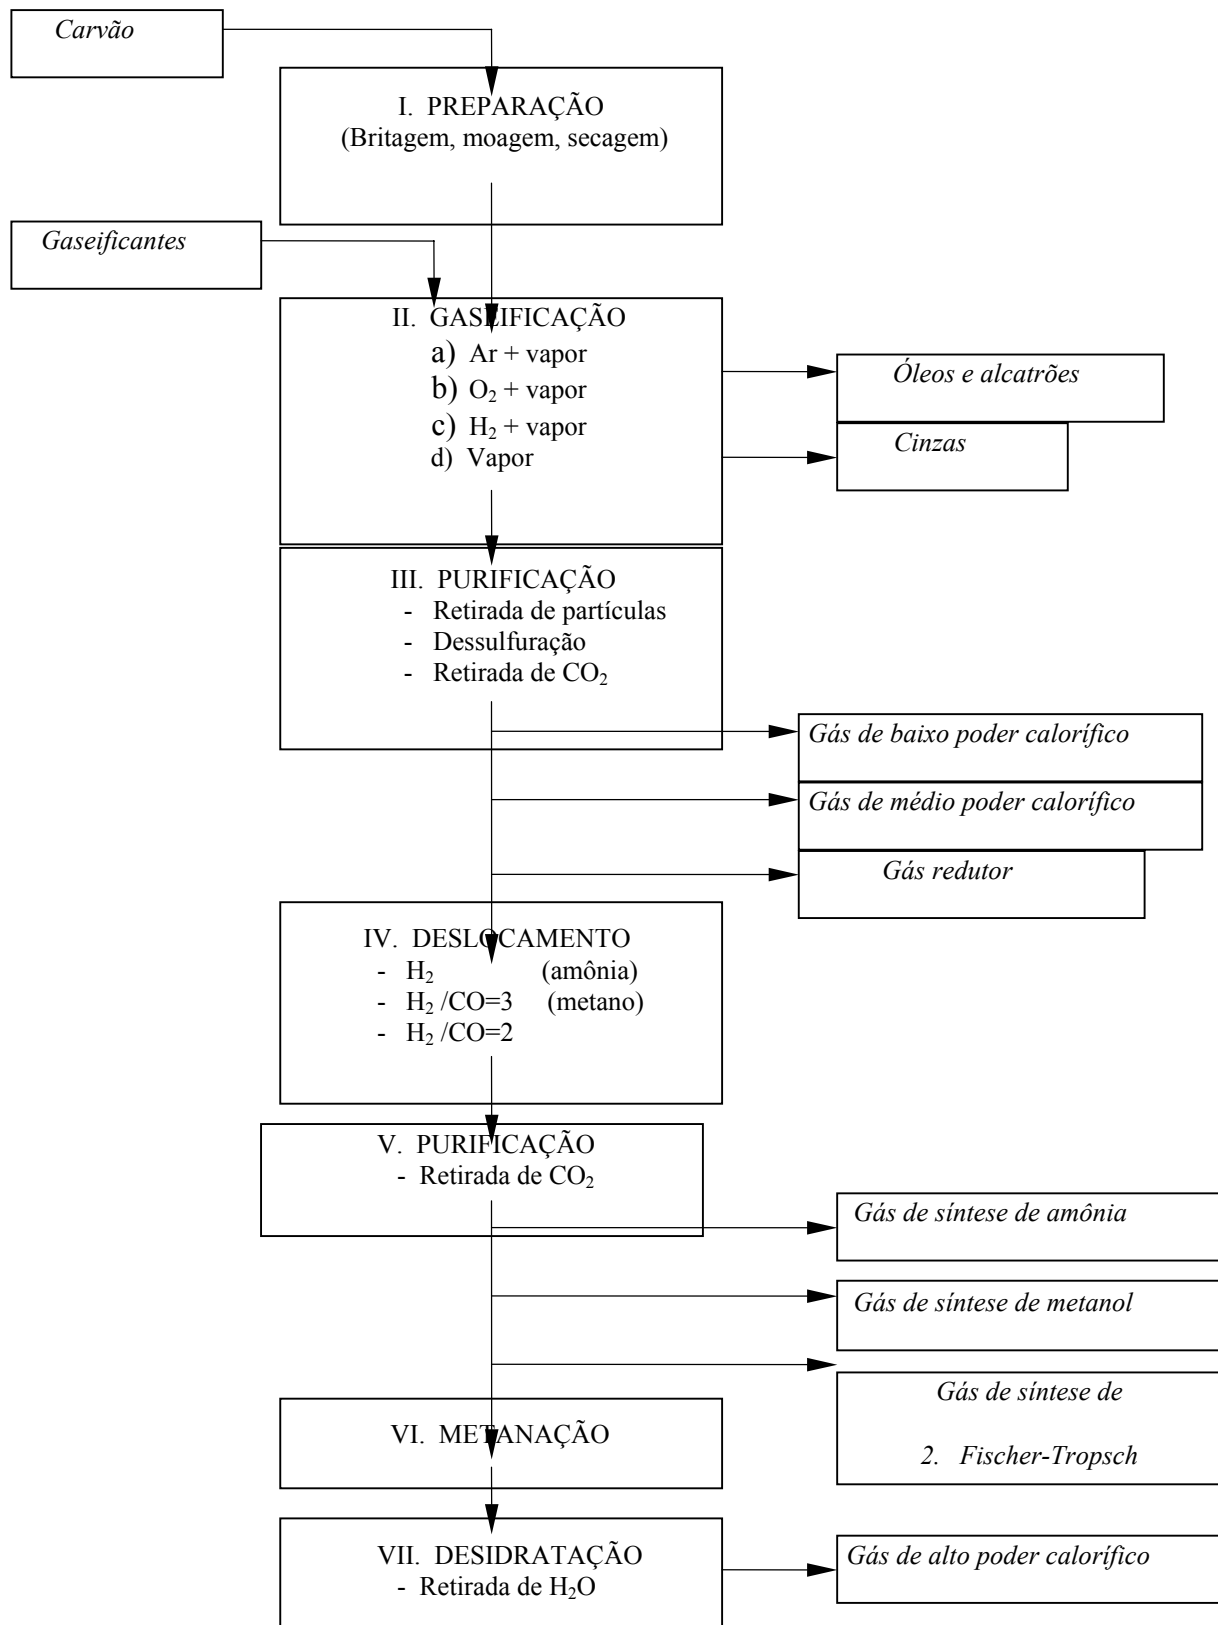 Carvão
I. PREPARAÇÃO
(Britagem, moagem, secagem)
Gaseificantes
II. GASEIFICAÇÃO
a) Ar + vapor
b) O₂ + vapor
c) H₂ + vapor
d) Vapor
Óleos e alcatrões
Cinzas
III. PURIFICAÇÃO
- Retirada de partículas
- Dessulfuração
- Retirada de CO₂
Gás de baixo poder calorífico
Gás de médio poder calorífico
Gás redutor
IV. DESLOCAMENTO
- H₂ (amônia)
- H₂ /CO=3 (metano)
- H₂ /CO=2
V. PURIFICAÇÃO
- Retirada de CO₂
Gás de síntese de amônia
Gás de síntese de metanol
Gás de síntese de
2. Fischer-Tropsch
VI. METANAÇÃO
VII. DESIDRATAÇÃO
- Retirada de H₂O
Gás de alto poder calorífico